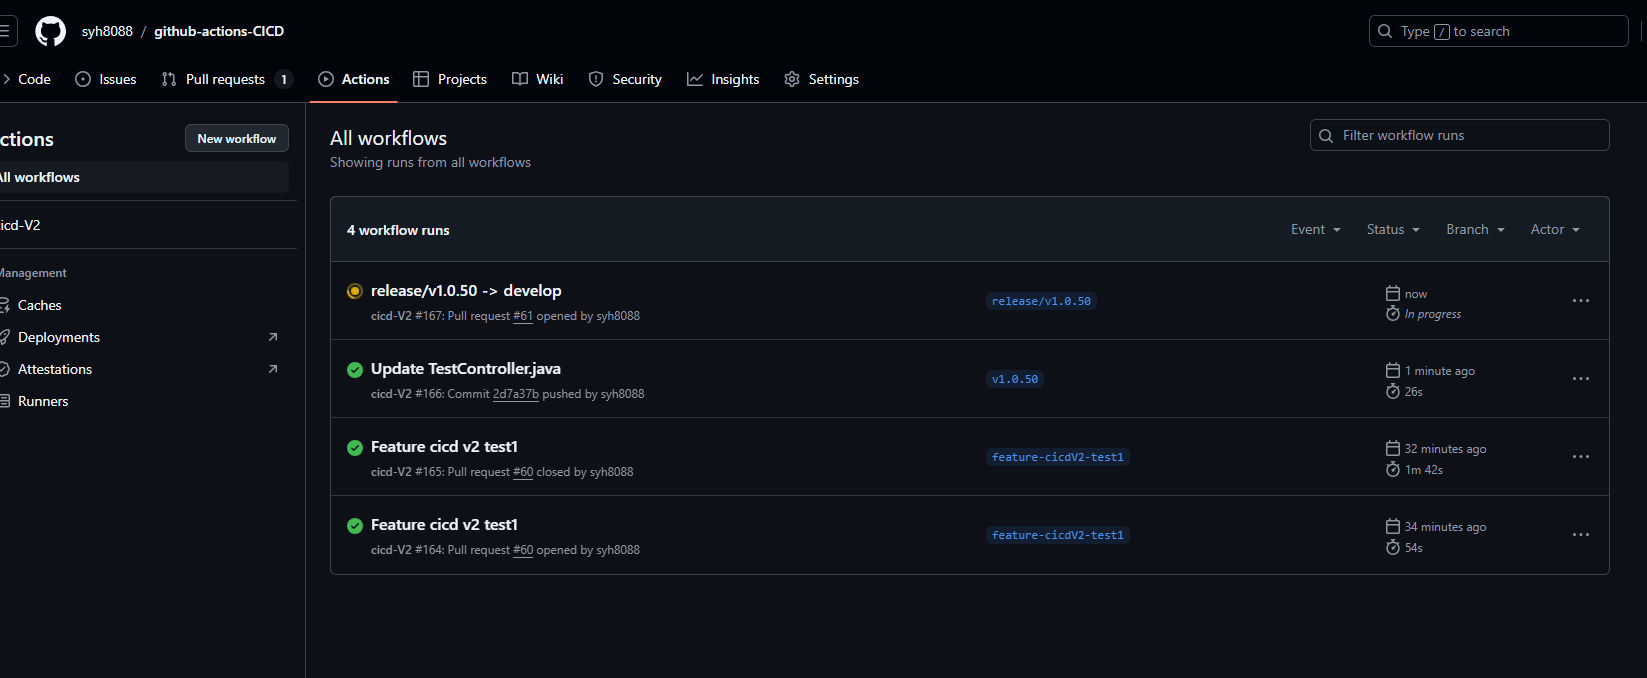 syh8088 / github-actions-CICD
Type / to search
Code
Issues
Pull requests 1
Actions
Projects
Wiki
Security
Insights
Settings
ctions
New workflow
All workflows
icd-V2
Management
Caches
Deployments
Attestations
Runners
All workflows
Showing runs from all workflows
Filter workflow runs
4 workflow runs
Event
Status
Branch
Actor
release/v1.0.50 -> develop
cicd-V2 #167: Pull request #61 opened by syh8088
release/v1.0.50
now
In progress
Update TestController.java
cicd-V2 #166: Commit 2d7a37b pushed by syh8088
v1.0.50
1 minute ago
26s
Feature cicd v2 test1
cicd-V2 #165: Pull request #60 closed by syh8088
feature-cicdV2-test1
32 minutes ago
1m 42s
Feature cicd v2 test1
cicd-V2 #164: Pull request #60 opened by syh8088
feature-cicdV2-test1
34 minutes ago
54s